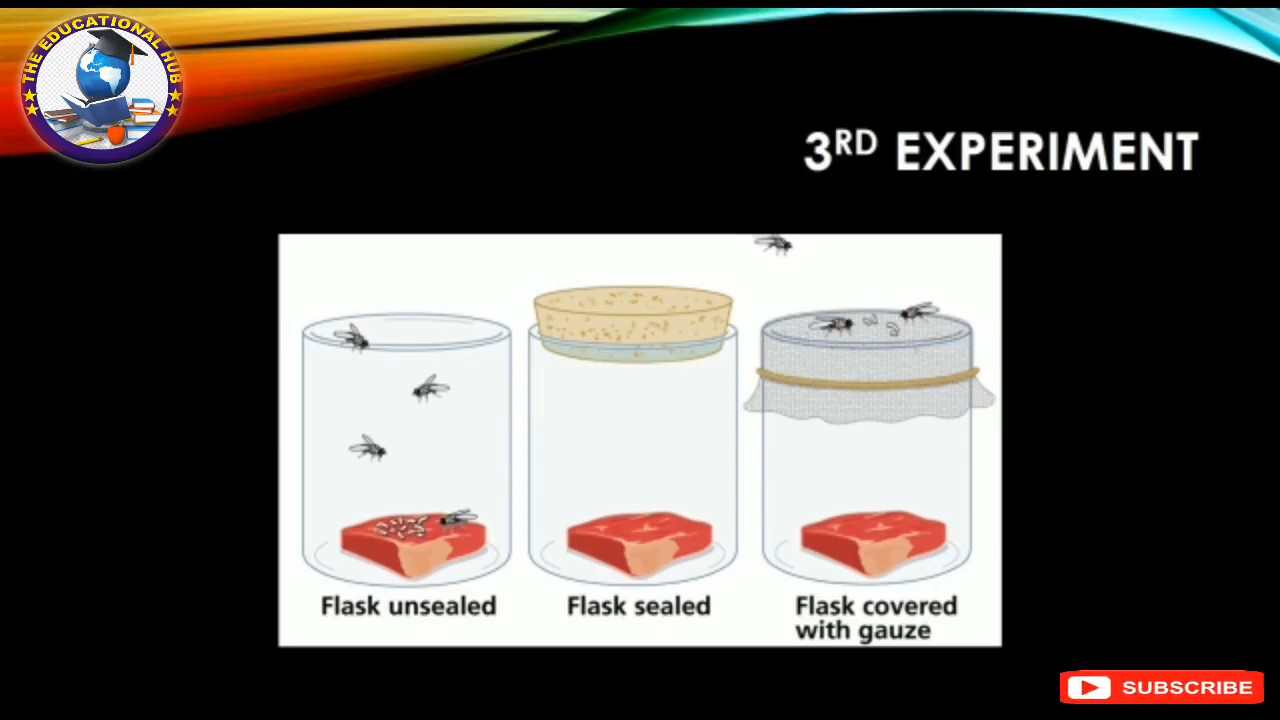 THE EDUCATIONAL HUB
3RD EXPERIMENT
Flask unsealed
Flask sealed
Flask covered
with gauze
SUBSCRIBE